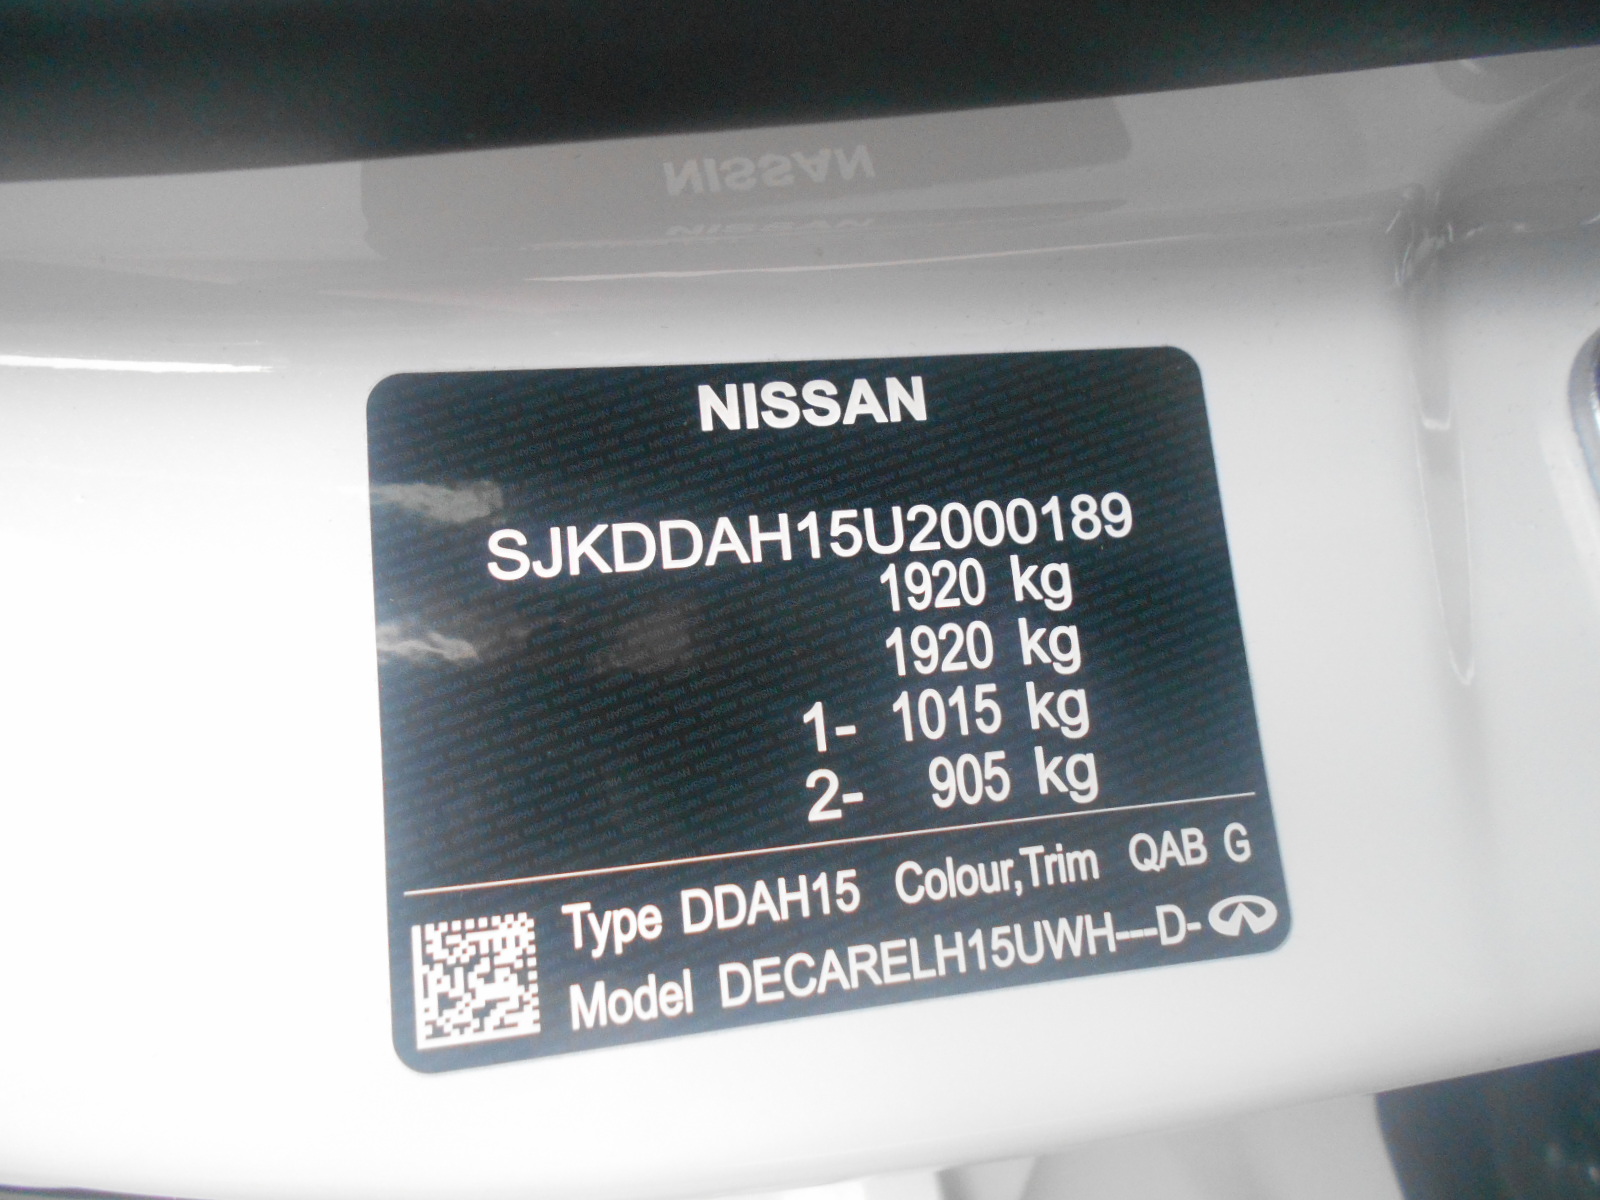 NISSAN
SJKDDAH15U2000189
1920 kg
1920 kg
1- 1015 kg
2- 905 kg
Type DDAH15 Colour,Trim QAB G
Model DECARELH15UWH---D-